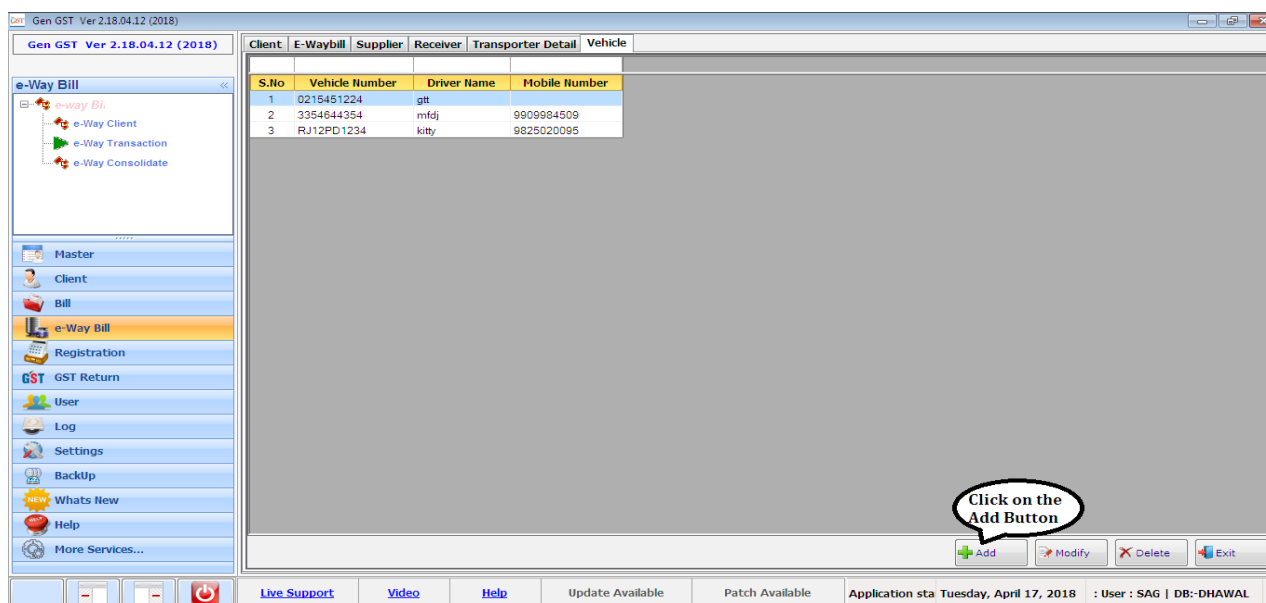 GST Gen GST Ver 2.18.04.12 (2018)
Gen GST Ver 2.18.04.12 (2018)
Client E-Waybill Supplier Receiver Transporter Detail Vehicle
e-Way Bill
e-way Bi
e-Way Client
e-Way Transaction
e-Way Consolidate
S.No Vehicle Number Driver Name Mobile Number
1 0215451224 gtt
2 3354644354 mfdj 9909984509
3 RJ12PD1234 kitty 9825020095
Master
Client
Bill
e-Way Bill
Registration
GST GST Return
User
Log
Settings
BackUp
NEW Whats New
Help
More Services...
Click on the
Add Button
Add Modify Delete Exit
Live Support Video Help Update Available Patch Available Application sta Tuesday, April 17, 2018 : User : SAG | DB:-DHAWAL